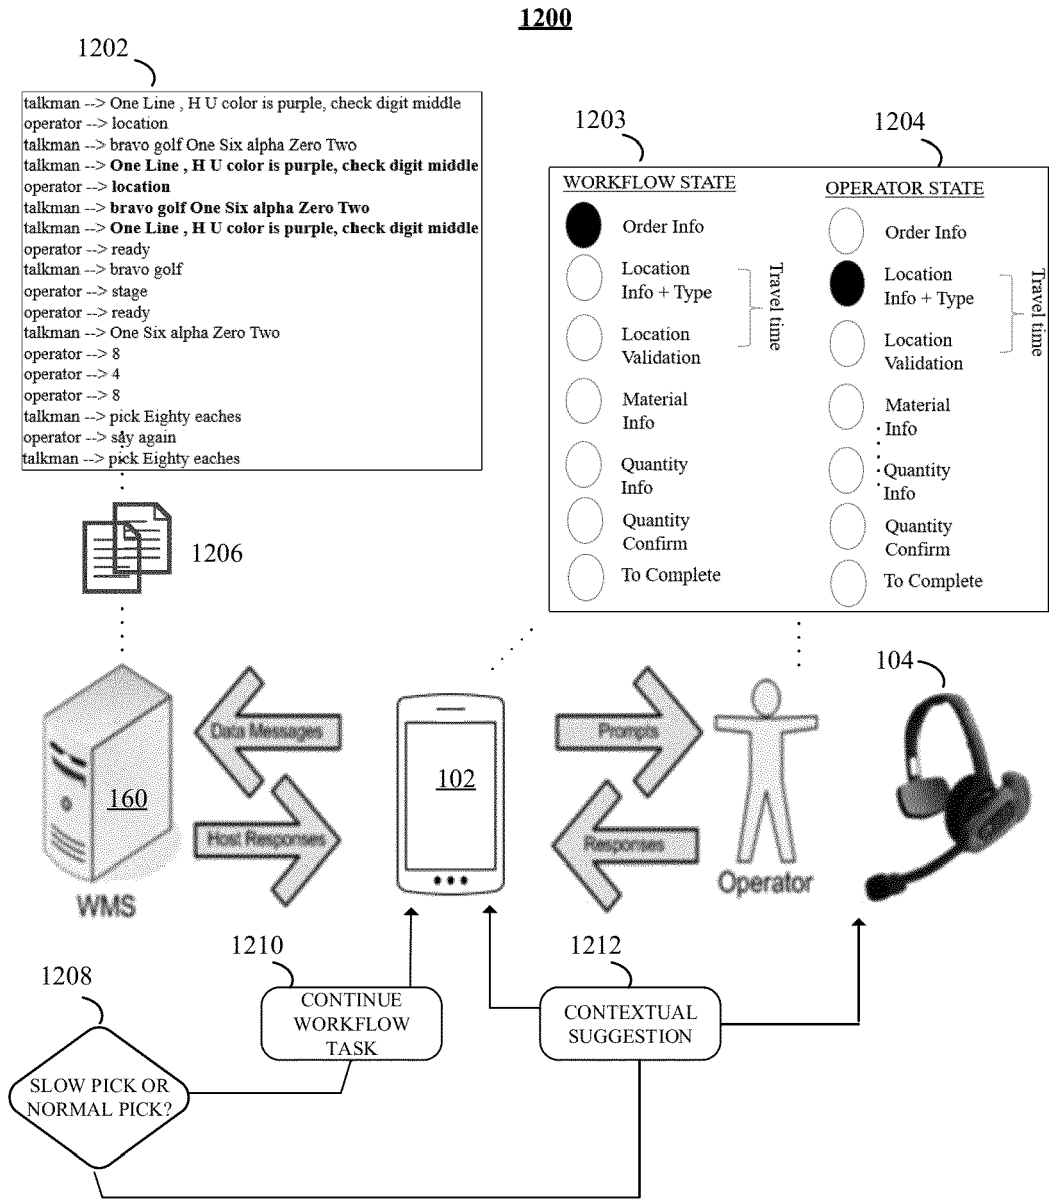 1200
1202
talkman --> One Line , H U color is purple, check digit middle
operator --> location
talkman --> bravo golf One Six alpha Zero Two
talkman --> One Line , H U color is purple, check digit middle
operator --> location
talkman --> bravo golf One Six alpha Zero Two
talkman --> One Line , H U color is purple, check digit middle
operator --> ready
talkman --> bravo golf
operator --> stage
operator --> ready
talkman --> One Six alpha Zero Two
operator --> 8
operator --> 4
operator --> 8
talkman --> pick Eighty eaches
operator --> say again
talkman --> pick Eighty eaches
1206
1203
WORKFLOW STATE
Order Info
Location
Info + Type
Location
Validation
Travel time
Material
Info
Quantity
Info
Quantity
Confirm
To Complete
1204
OPERATOR STATE
Order Info
Location
Info + Type
Location
Validation
Travel time
Material
Info
Quantity
Info
Quantity
Confirm
To Complete
160
WMS
Data Messages
Host Responses
102
Prompts
Responses
Operator
104
1208
SLOW PICK OR
NORMAL PICK?
1210
CONTINUE
WORKFLOW
TASK
1212
CONTEXTUAL
SUGGESTION